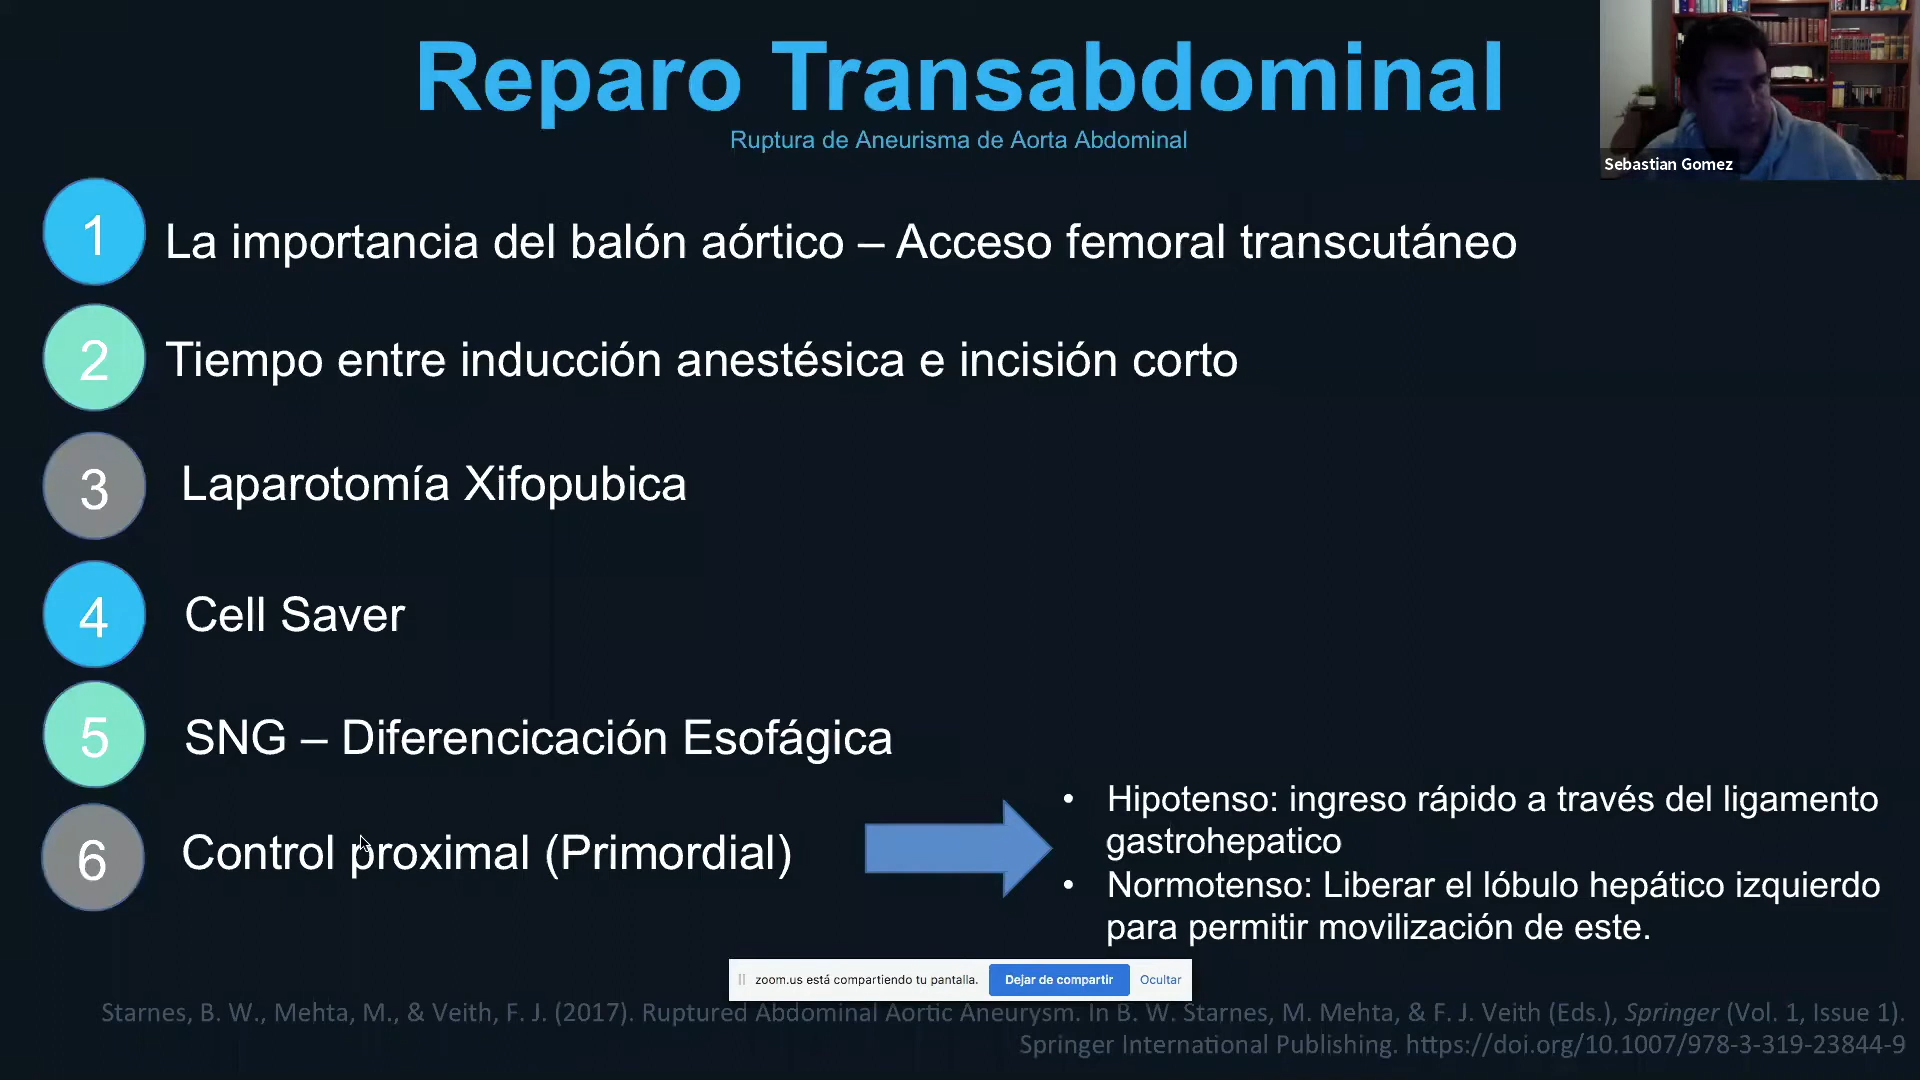 Reparo Transabdominal
Ruptura de Aneurisma de Aorta Abdominal
Sebastian Gomez
1 La importancia del balón aórtico – Acceso femoral transcutáneo
2 Tiempo entre inducción anestésica e incisión corto
3 Laparotomía Xifopubica
4 Cell Saver
5 SNG – Diferencicación Esofágica
6 Control proximal (Primordial)
• Hipotenso: ingreso rápido a través del ligamento
gastrohepatico
• Normotenso: Liberar el lóbulo hepático izquierdo
para permitir movilización de este.
zoom.us está compartiendo tu pantalla. Dejar de compartir Ocultar
Starnes, B. W., Mehta, M., & Veith, F. J. (2017). Ruptured Abdominal Aortic Aneurysm. In B. W. Starnes, M. Mehta, & F. J. Veith (Eds.), Springer (Vol. 1, Issue 1).
Springer International Publishing. https://doi.org/10.1007/978-3-319-23844-9